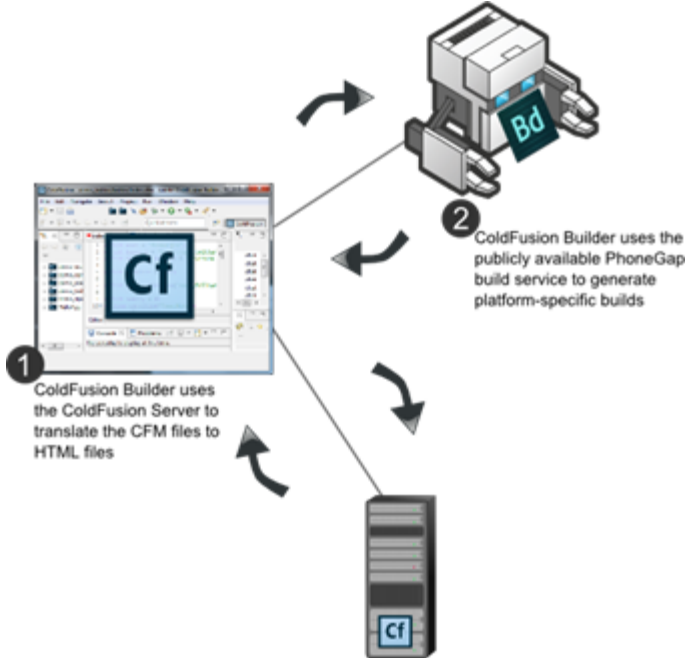 Bd
Cf
2
ColdFusion Builder uses the
publicly available PhoneGap
build service to generate
platform-specific builds
1
ColdFusion Builder uses
the ColdFusion Server to
translate the CFM files to
HTML files
Cf